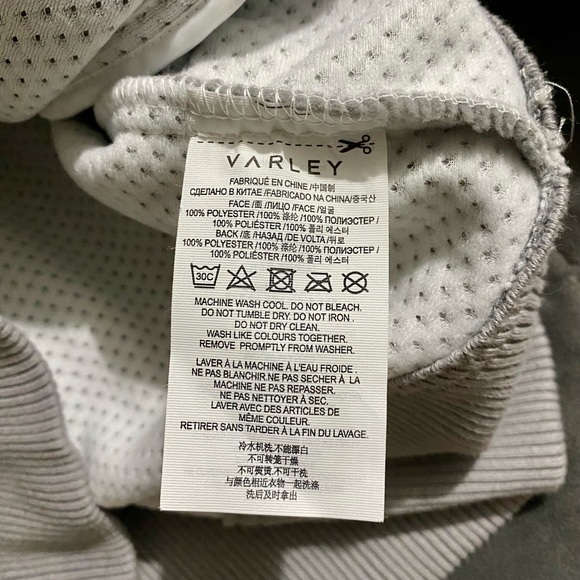 VARLEY
FABRIQUÉ EN CHINE /中国制
СДЕЛАНО В КИТАЕ /FABRICADO NA CHINA/중국산
FACE /面 /ЛИЦО /FACE /얼굴
100% POLYESTER /100% 涤纶 /100% ПОЛИЭСТЕР /
100% POLIÉSTER /100% 폴리 에스터
BACK /底 /НАЗАД /DE VOLTA /뒤로
100% POLYESTER /100% 涤纶 /100% ПОЛИЭСТЕР /
100% POLIÉSTER /100% 폴리 에스터
30C
MACHINE WASH COOL. DO NOT BLEACH.
DO NOT TUMBLE DRY. DO NOT IRON .
DO NOT DRY CLEAN.
WASH LIKE COLOURS TOGETHER.
REMOVE PROMPTLY FROM WASHER.
LAVER À LA MACHINE À L'EAU FROIDE .
NE PAS BLANCHIR.NE PAS SECHER À LA
MACHINE NE PAS REPASSER.
NE PAS NETTOYER À SEC.
LAVER AVEC DES ARTICLES DE
MÊME COULEUR.
RETIRER SANS TARDER À LA FIN DU LAVAGE.
冷水机洗.不能漂白
不可转笼干燥
不可熨烫.不可干洗
与颜色相近衣物一起洗涤
洗后及时拿出